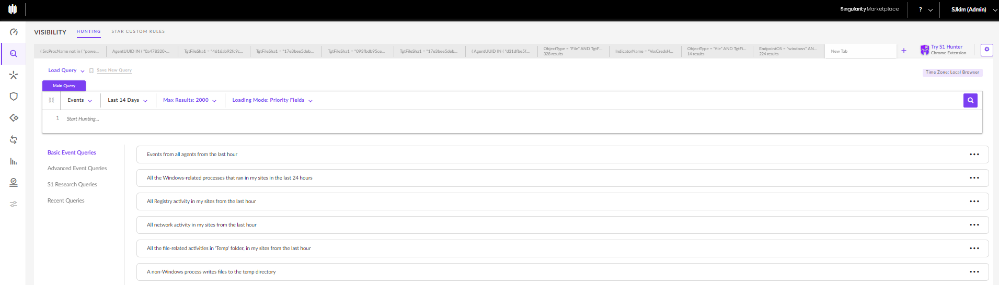 Singularity Marketplace
?
SJkim (Admin)
VISIBILITY
HUNTING
STAR CUSTOM RULES
( SrcProcName not in ( "powe...
AgentUUID IN ( "0a478320-...
TgtFileSha1 = "4616ab92fc9c...
TgtFileSha1 = "17e3bee5deb...
TgtFileSha1 = "093fbdb95ce...
TgtFileSha1 = "17e3bee5deb...
( AgentUUID IN ( "d31dfbe5f...
ObjectType = "File" AND TgtF...
328 results
IndicatorName = "VssCredsH...
ObjectType = "file" AND TgtFi...
14 results
EndpointOS = "windows" AN...
224 results
New Tab
+
Try S1 Hunter
Chrome Extension
Load Query
Save New Query
Time Zone: Local Browser
Main Query
Events
Last 14 Days
Max Results: 2000
Loading Mode: Priority Fields
1
Start Hunting...
Basic Event Queries
Advanced Event Queries
S1 Research Queries
Recent Queries
Events from all agents from the last hour
All the Windows-related processes that ran in my sites in the last 24 hours
All Registry activity in my sites from the last hour
All network activity in my sites from the last hour
All the file-related activities in 'Temp' folder, in my sites from the last hour
A non-Windows process writes files to the temp directory